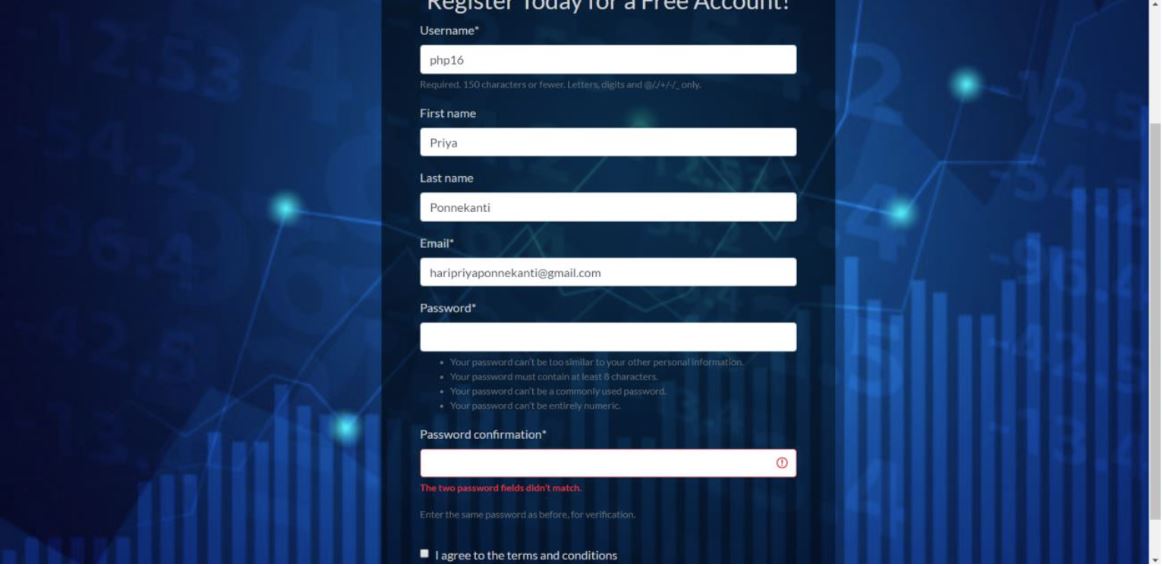 Register Today for a Free Account!
Username*
php16
Required. 150 characters or fewer. Letters, digits and @/./+/-/_ only.
First name
Priya
Last name
Ponnekanti
Email*
haripriyaponnekanti@gmail.com
Password*
Your password can't be too similar to your other personal information.
Your password must contain at least 8 characters.
Your password can't be a commonly used password.
Your password can't be entirely numeric.
Password confirmation*
The two password fields didn't match.
Enter the same password as before, for verification.
I agree to the terms and conditions